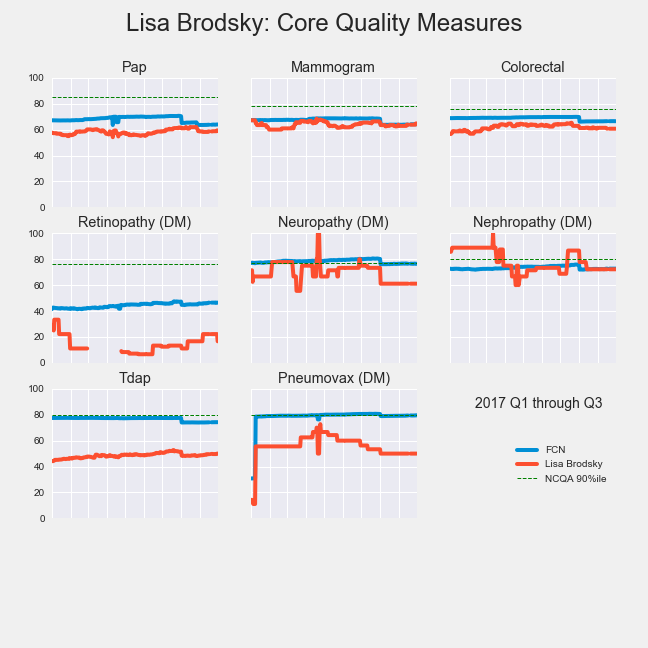 Lisa Brodsky: Core Quality Measures
Pap
Mammogram
Colorectal
100
80
60
40
20
0
Retinopathy (DM)
Neuropathy (DM)
Nephropathy (DM)
100
80
60
40
20
0
Tdap
Pneumovax (DM)
100
80
60
40
20
0
2017 Q1 through Q3
FCN
Lisa Brodsky
NCQA 90%ile